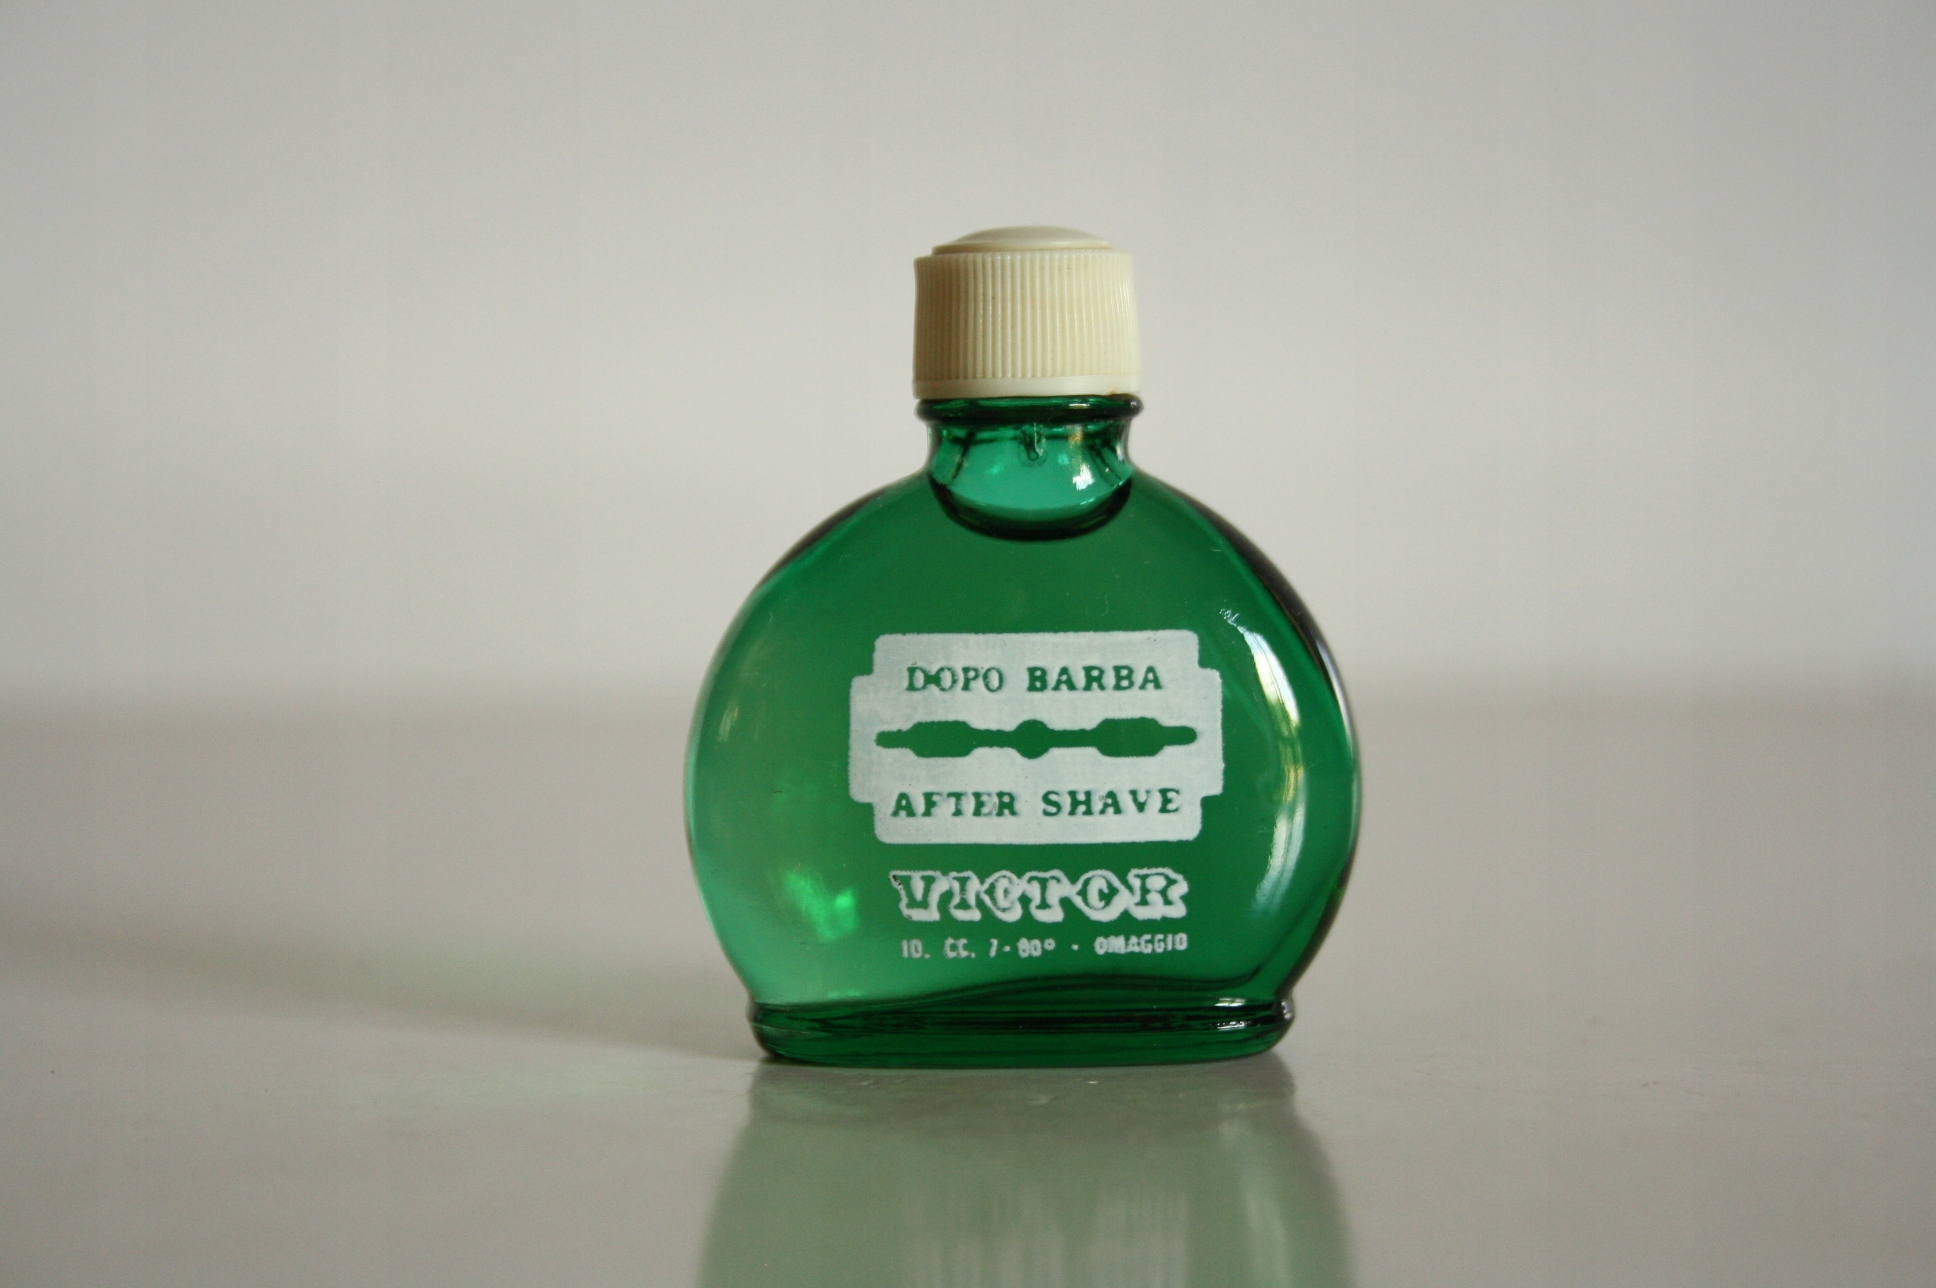 DOPO BARBA
AFTER SHAVE
VICTOR
10. CC. 7-80° - OMAGGIO